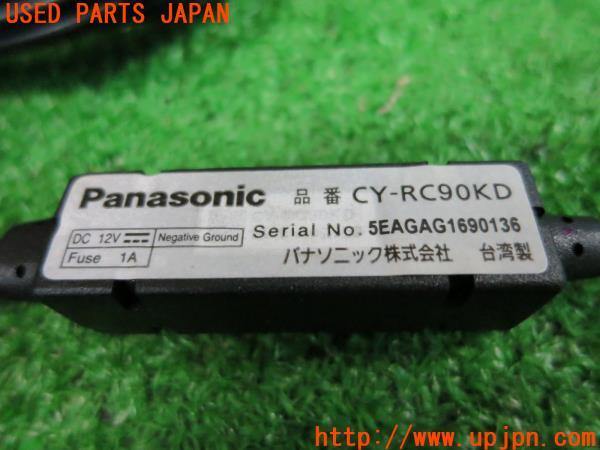 USED PARTS JAPAN
Panasonic 品番 CY-RC90KD
DC 12V Negative Ground
Fuse 1A
Serial No. 5EAGAG1690136
パナソニック株式会社 台湾製
http://www.upjpn.com/